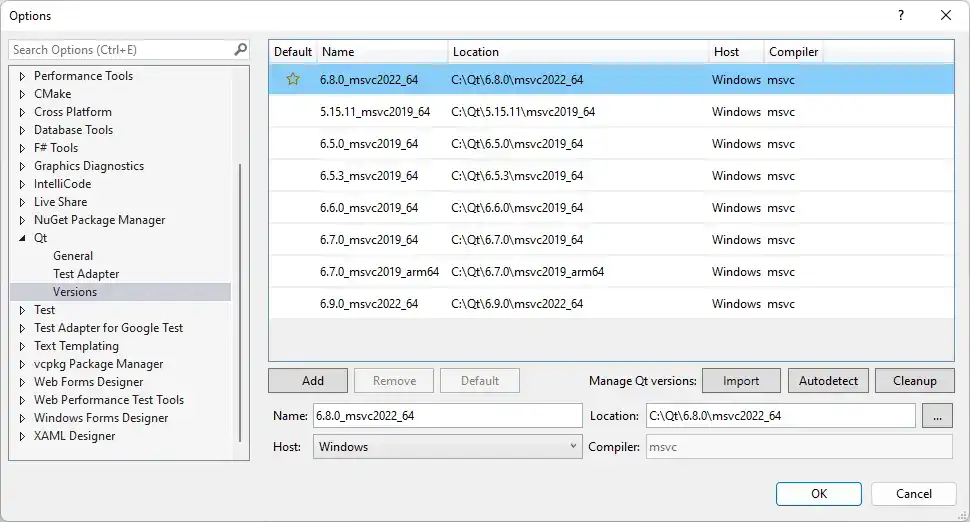 Options
?
Search Options (Ctrl+E)
Performance Tools
CMake
Cross Platform
Database Tools
F# Tools
Graphics Diagnostics
IntelliCode
Live Share
NuGet Package Manager
Qt
General
Test Adapter
Versions
Test
Test Adapter for Google Test
Text Templating
vcpkg Package Manager
Web Forms Designer
Web Performance Test Tools
Windows Forms Designer
XAML Designer
Default Name Location Host Compiler
6.8.0_msvc2022_64 C:\Qt\6.8.0\msvc2022_64 Windows msvc
5.15.11_msvc2019_64 C:\Qt\5.15.11\msvc2019_64 Windows msvc
6.5.0_msvc2019_64 C:\Qt\6.5.0\msvc2019_64 Windows msvc
6.5.3_msvc2019_64 C:\Qt\6.5.3\msvc2019_64 Windows msvc
6.6.0_msvc2019_64 C:\Qt\6.6.0\msvc2019_64 Windows msvc
6.7.0_msvc2019_64 C:\Qt\6.7.0\msvc2019_64 Windows msvc
6.7.0_msvc2019_arm64 C:\Qt\6.7.0\msvc2019_arm64 Windows msvc
6.9.0_msvc2022_64 C:\Qt\6.9.0\msvc2022_64 Windows msvc
Add Remove Default Manage Qt versions: Import Autodetect Cleanup
Name: 6.8.0_msvc2022_64 Location: C:\Qt\6.8.0\msvc2022_64 ...
Host: Windows Compiler: msvc
OK Cancel